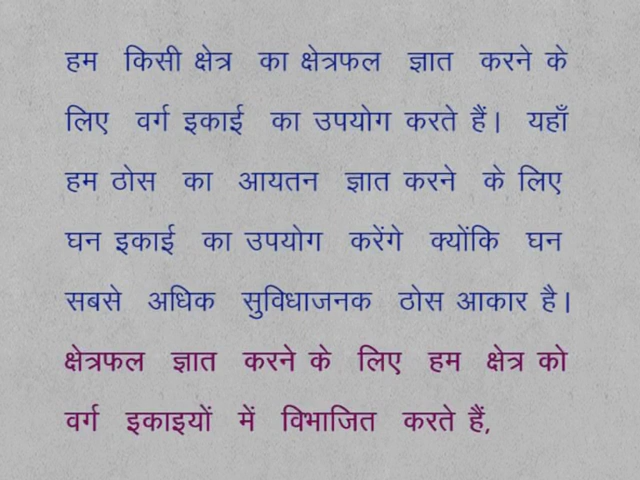 हम किसी क्षेत्र का क्षेत्रफल ज्ञात करने के
लिए वर्ग इकाई का उपयोग करते हैं। यहाँ
हम ठोस का आयतन ज्ञात करने के लिए
घन इकाई का उपयोग करेंगे क्योंकि घन
सबसे अधिक सुविधाजनक ठोस आकार है।
क्षेत्रफल ज्ञात करने के लिए हम क्षेत्र को
वर्ग इकाइयों में विभाजित करते हैं,